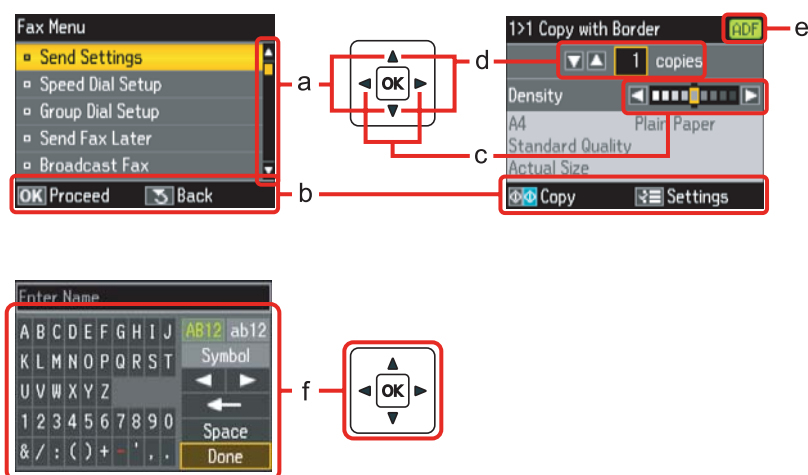 Fax Menu
Send Settings
Speed Dial Setup
Group Dial Setup
Send Fax Later
Broadcast Fax
OK Proceed Back
a
b
OK
d
c
1>1 Copy with Border ADF
1 copies
Density
A4 Plain Paper
Standard Quality
Actual Size
Copy Settings
e
Enter Name
A B C D E F G H I J AB12 ab12
K L M N O P Q R S T Symbol
U V W X Y Z
1 2 3 4 5 6 7 8 9 0 Space
& / : ( ) + - ' , . Done
f
OK